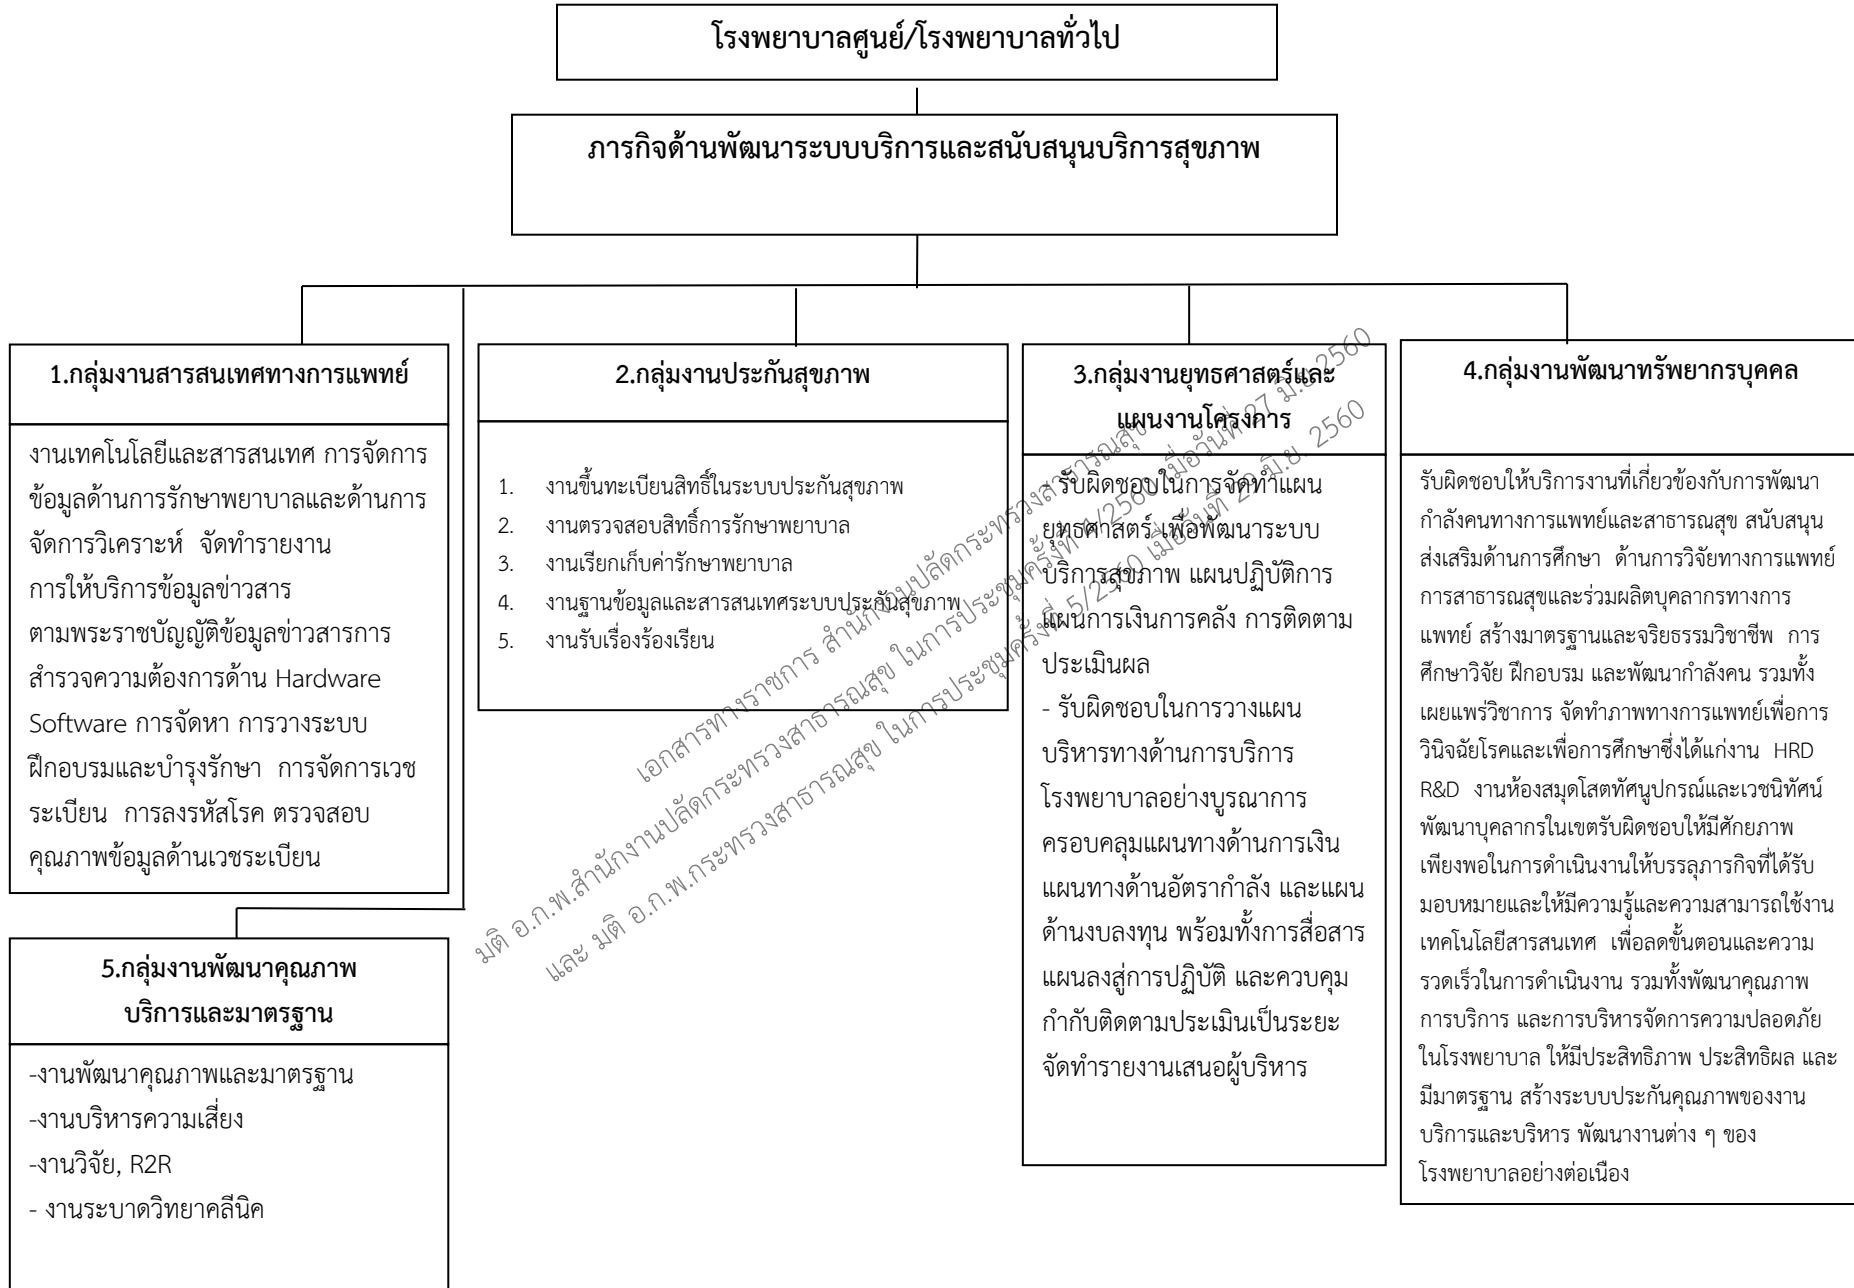 โรงพยาบาลศูนย์/โรงพยาบาลทั่วไป
ภารกิจด้านพัฒนาระบบบริการและสนับสนุนบริการสุขภาพ
1.กลุ่มงานสารสนเทศทางการแพทย์
งานเทคโนโลยีและสารสนเทศ การจัดการ
ข้อมูลด้านการรักษาพยาบาลและด้านการ
จัดการวิเคราะห์ จัดทำรายงาน
การให้บริการข้อมูลข่าวสาร
ตามพระราชบัญญัติข้อมูลข่าวสารการ
สำรวจความต้องการด้าน Hardware
Software การจัดหา การวางระบบ
ฝึกอบรมและบำรุงรักษา การจัดการเวช
ระเบียน การลงรหัสโรค ตรวจสอบ
คุณภาพข้อมูลด้านเวชระเบียน
2.กลุ่มงานประกันสุขภาพ
1. งานขึ้นทะเบียนสิทธิ์ในระบบประกันสุขภาพ
2. งานตรวจสอบสิทธิ์การรักษาพยาบาล
3. งานเรียกเก็บค่ารักษาพยาบาล
4. งานฐานข้อมูลและสารสนเทศระบบประกันสุขภาพ
5. งานรับเรื่องร้องเรียน
3.กลุ่มงานยุทธศาสตร์และ
แผนงานโครงการ
- รับผิดชอบในการจัดทำแผน
ยุทธศาสตร์ เพื่อพัฒนาระบบ
บริการสุขภาพ แผนปฏิบัติการ
แผนการเงินการคลัง การติดตาม
ประเมินผล
- รับผิดชอบในการวางแผน
บริหารทางด้านการบริการ
โรงพยาบาลอย่างบูรณาการ
ครอบคลุมแผนทางด้านการเงิน
แผนทางด้านอัตรากำลัง และแผน
ด้านงบลงทุน พร้อมทั้งการสื่อสาร
แผนลงสู่การปฏิบัติ และควบคุม
กำกับติดตามประเมินเป็นระยะ
จัดทำรายงานเสนอผู้บริหาร
4.กลุ่มงานพัฒนาทรัพยากรบุคคล
รับผิดชอบให้บริการงานที่เกี่ยวข้องกับการพัฒนา
กำลังคนทางการแพทย์และสาธารณสุข สนับสนุน
ส่งเสริมด้านการศึกษา ด้านการวิจัยทางการแพทย์
การสาธารณสุขและร่วมผลิตบุคลากรทางการ
แพทย์ สร้างมาตรฐานและจริยธรรมวิชาชีพ การ
ศึกษาวิจัย ฝึกอบรม และพัฒนากำลังคน รวมทั้ง
เผยแพร่วิชาการ จัดทำภาพทางการแพทย์เพื่อการ
วินิจฉัยโรคและเพื่อการศึกษาซึ่งได้แก่งาน HRD
R&D งานห้องสมุดโสตทัศนูปกรณ์และเวชนิทัศน์
พัฒนาบุคลากรในเขตรับผิดชอบให้มีศักยภาพ
เพียงพอในการดำเนินงานให้บรรลุภารกิจที่ได้รับ
มอบหมายและให้มีความรู้และความสามารถใช้งาน
เทคโนโลยีสารสนเทศ เพื่อลดขั้นตอนและความ
รวดเร็วในการดำเนินงาน รวมทั้งพัฒนาคุณภาพ
การบริการ และการบริหารจัดการความปลอดภัย
ในโรงพยาบาล ให้มีประสิทธิภาพ ประสิทธิผล และ
มีมาตรฐาน สร้างระบบประกันคุณภาพของงาน
บริการและบริหาร พัฒนางานต่าง ๆ ของ
โรงพยาบาลอย่างต่อเนื่อง
5.กลุ่มงานพัฒนาคุณภาพ
บริการและมาตรฐาน
-งานพัฒนาคุณภาพและมาตรฐาน
-งานบริหารความเสี่ยง
-งานวิจัย, R2R
- งานระบาดวิทยาคลีนิค
เอกสารทางราชการ สำนักงานปลัดกระทรวงสาธารณสุข
มติ อ.ก.พ.สำนักงานปลัดกระทรวงสาธารณสุข ในการประชุมครั้งที่ 4/2560 เมื่อวันที่ 27 มิ.ย. 2560
และ มติ อ.ก.พ.กระทรวงสาธารณสุข ในการประชุมครั้งที่ 5/2560 เมื่อวันที่ 29 มิ.ย. 2560